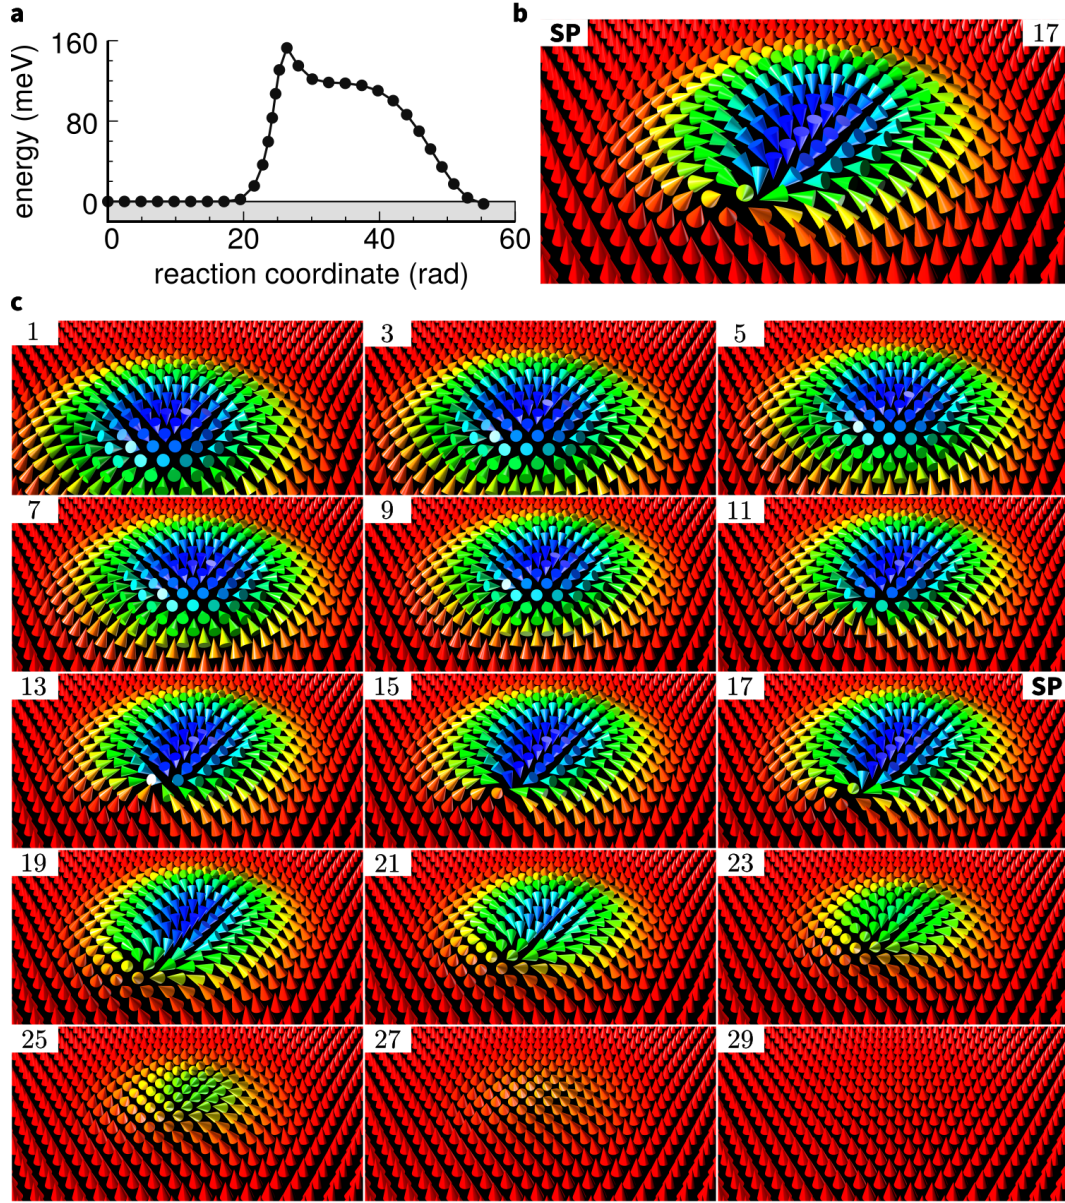 a
160
80
0
energy (meV)
0 20 40 60
reaction coordinate (rad)
b
SP 17
c
1 3 5
7 9 11
13 15 17 SP
19 21 23
25 27 29